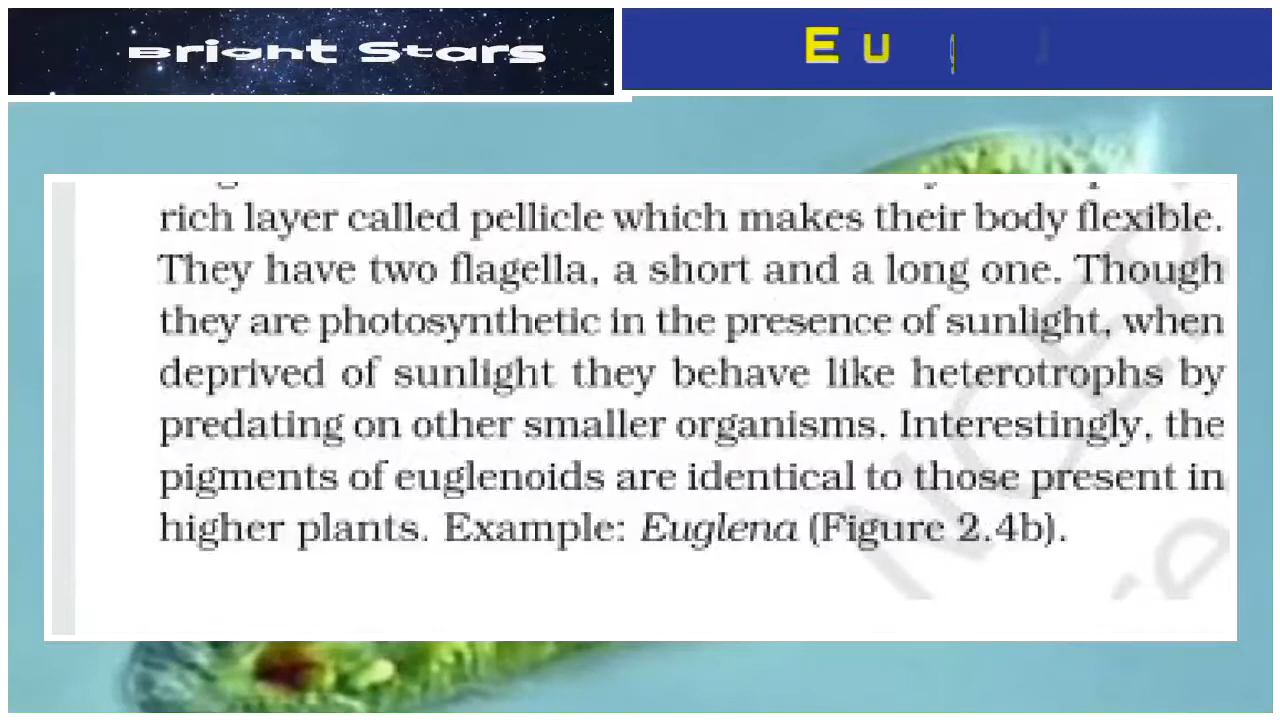 Bright Stars
E U
rich layer called pellicle which makes their body flexible.
They have two flagella, a short and a long one. Though
they are photosynthetic in the presence of sunlight, when
deprived of sunlight they behave like heterotrophs by
predating on other smaller organisms. Interestingly, the
pigments of euglenoids are identical to those present in
higher plants. Example: Euglena (Figure 2.4b).